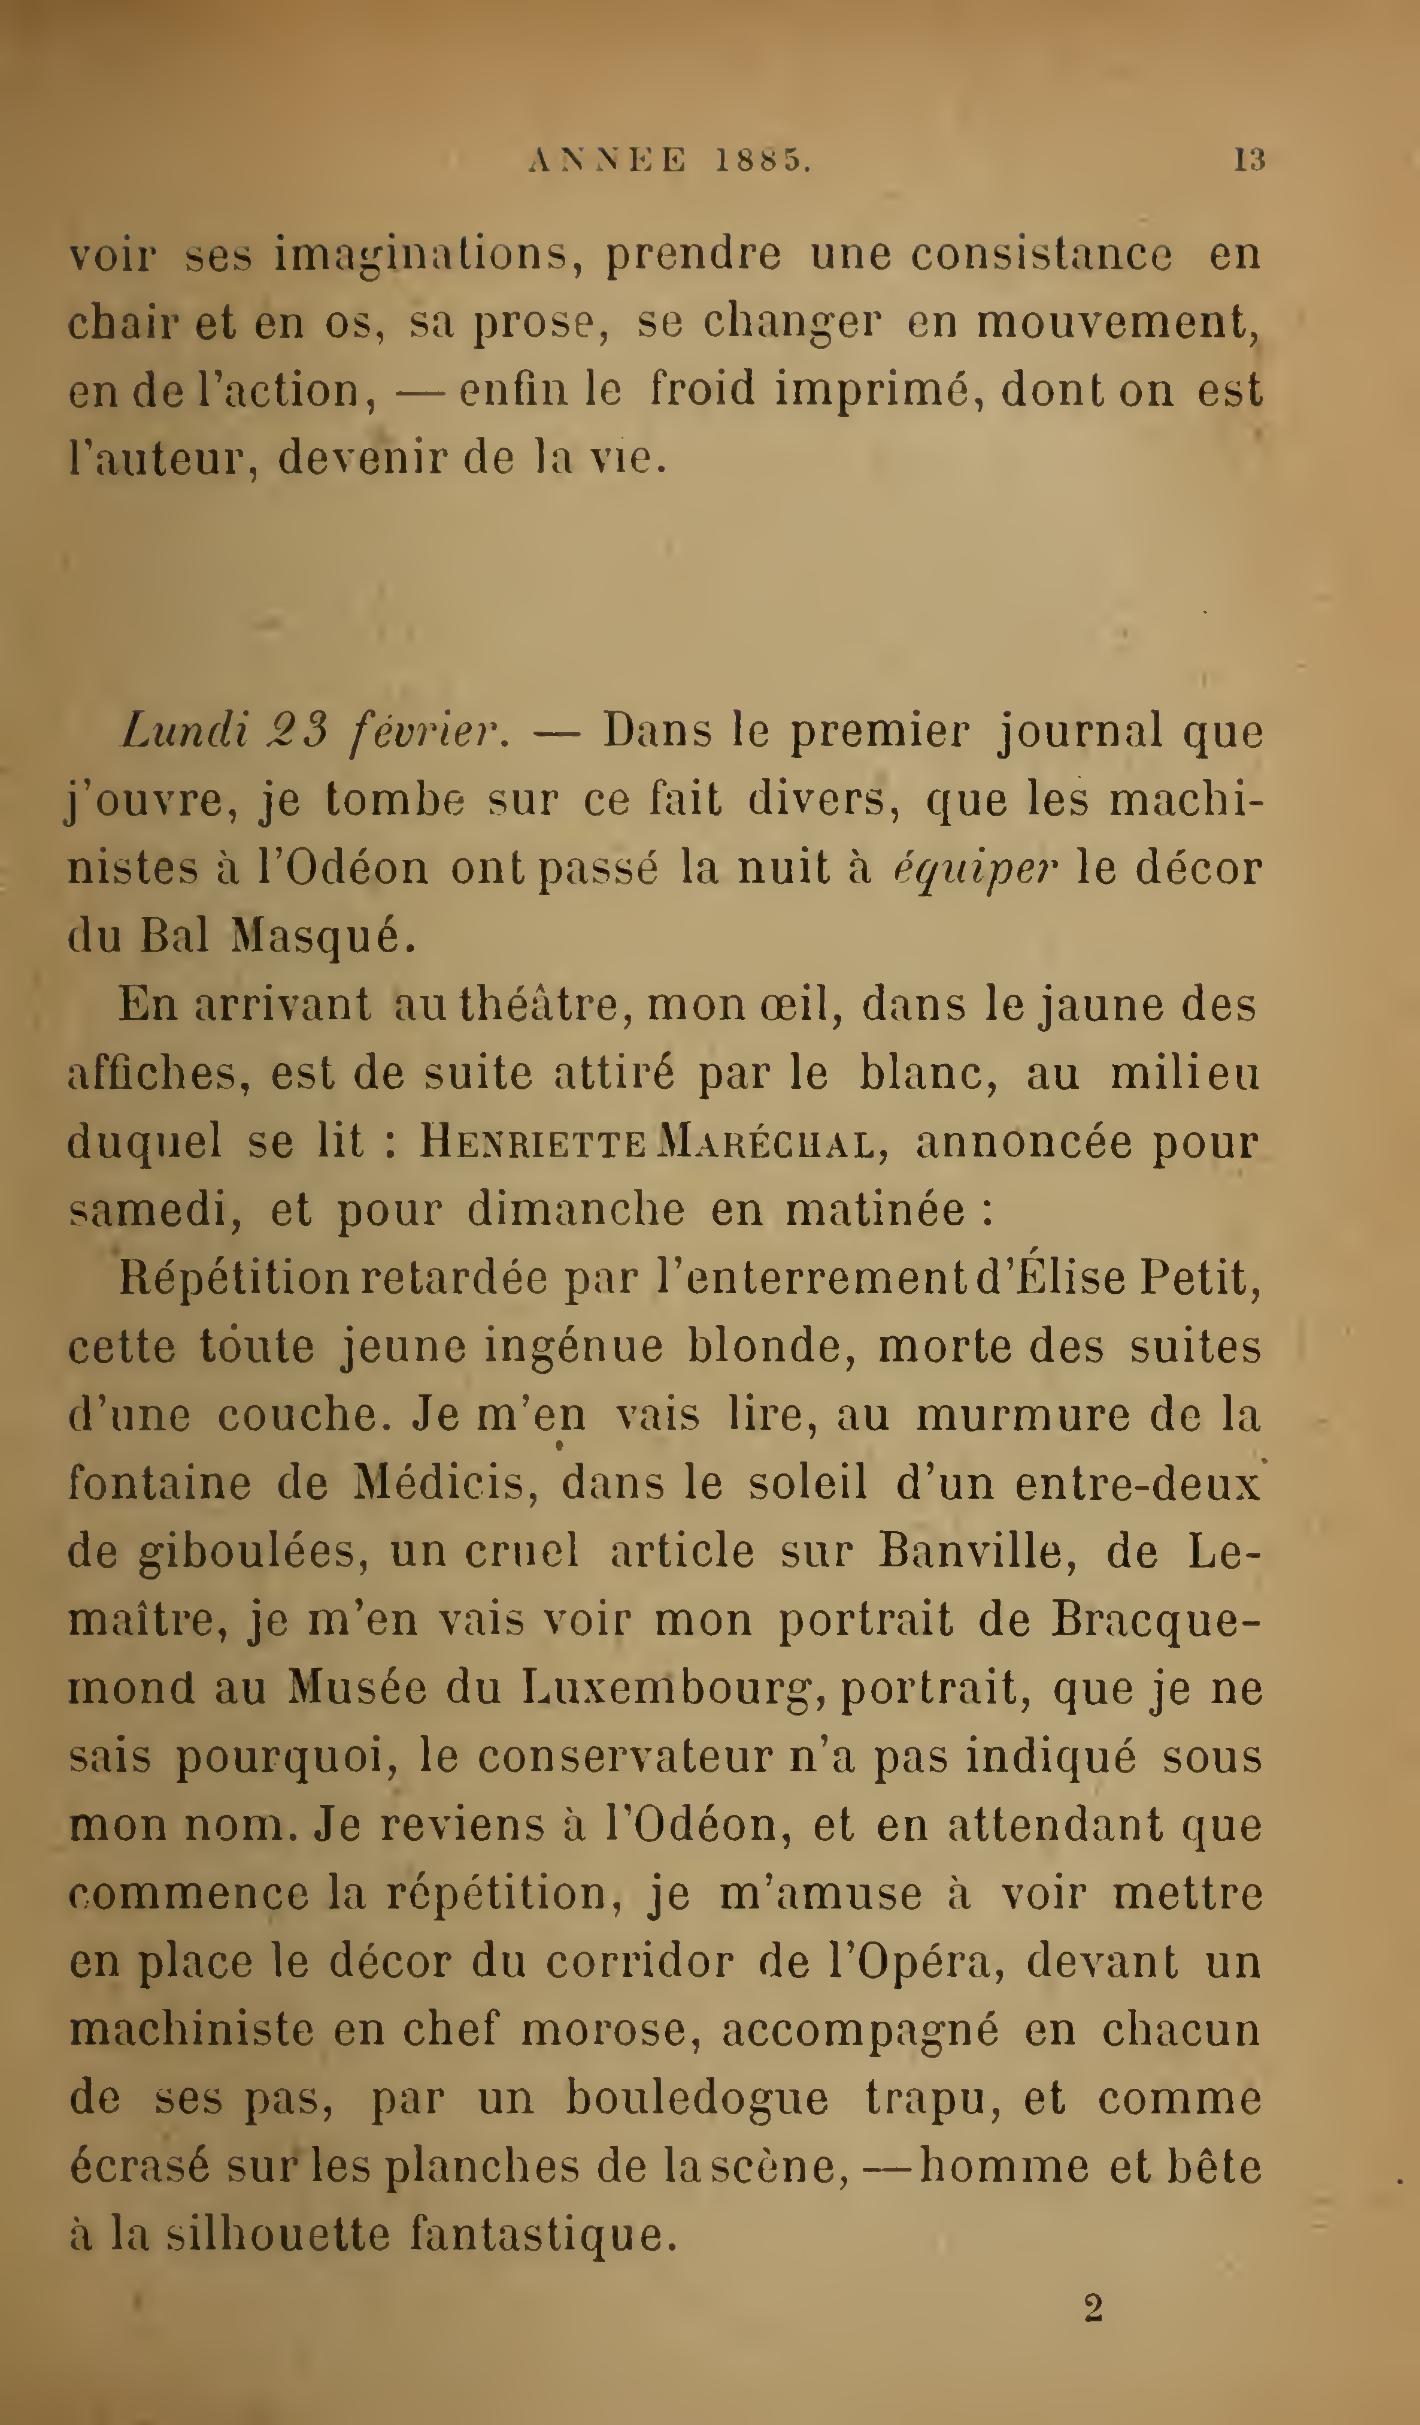 ANNEE 1885. 13
voir ses imaginations, prendre une consistance en
chair et en os, sa prose, se changer en mouvement,
en de l'action, — enfin le froid imprimé, dont on est
l'auteur, devenir de la vie.
Lundi 23 février. — Dans le premier journal que
j'ouvre, je tombe sur ce fait divers, que les machi-
nistes à l'Odéon ont passé la nuit à équiper le décor
du Bal Masqué.
En arrivant au théâtre, mon œil, dans le jaune des
affiches, est de suite attiré par le blanc, au milieu
duquel se lit : HENRIETTE MARÉCHAL, annoncée pour
samedi, et pour dimanche en matinée :
Répétition retardée par l'enterrement d'Élise Petit,
cette toute jeune ingénue blonde, morte des suites
d'une couche. Je m'en vais lire, au murmure de la
fontaine de Médicis, dans le soleil d'un entre-deux
de giboulées, un cruel article sur Banville, de Le-
maître, je m'en vais voir mon portrait de Bracque-
mond au Musée du Luxembourg, portrait, que je ne
sais pourquoi, le conservateur n'a pas indiqué sous
mon nom. Je reviens à l'Odéon, et en attendant que
commence la répétition, je m'amuse à voir mettre
en place le décor du corridor de l'Opéra, devant un
machiniste en chef morose, accompagné en chacun
de ses pas, par un bouledogue trapu, et comme
écrasé sur les planches de la scène, — homme et bête
à la silhouette fantastique.
2